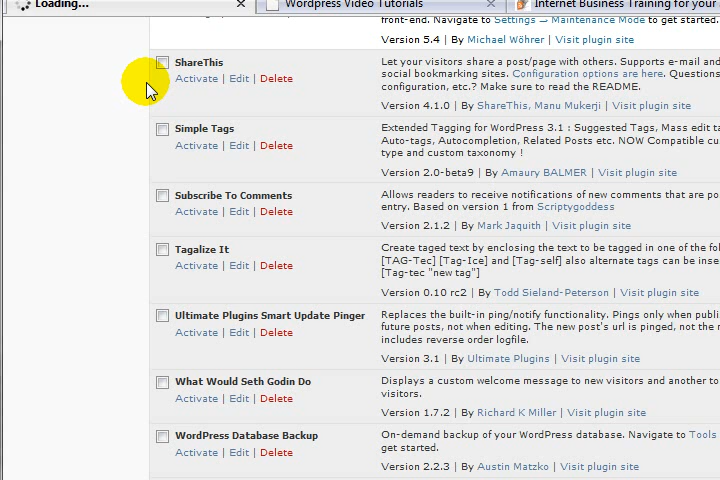 Loading...
Wordpress Video Tutorials
Internet Business Training for your
front-end. Navigate to Settings → Maintenance Mode to get started.
Version 5.4 | By Michael Wöhrer | Visit plugin site
ShareThis
Activate | Edit | Delete
Let your visitors share a post/page with others. Supports e-mail and
social bookmarking sites. Configuration options are here. Questions
configuration, etc.? Make sure to read the README.
Version 4.1.0 | By ShareThis, Manu Mukerji | Visit plugin site
Simple Tags
Activate | Edit | Delete
Extended Tagging for WordPress 3.1 : Suggested Tags, Mass edit ta
Auto-tags, Autocompletion, Related Posts etc. NOW Compatible cu
type and custom taxonomy !
Version 2.0-beta9 | By Amaury BALMER | Visit plugin site
Subscribe To Comments
Activate | Edit | Delete
Allows readers to receive notifications of new comments that are po
entry. Based on version 1 from Scriptygoddess
Version 2.1.2 | By Mark Jaquith | Visit plugin site
Tagalize It
Activate | Edit | Delete
Create taged text by enclosing the text to be tagged in one of the fol
[TAG-Tec] [Tag-Ice] and [Tag-self] also alternate tags can be inse
[Tag-tec "new tag"]
Version 0.10 rc2 | By Todd Sieland-Peterson | Visit plugin site
Ultimate Plugins Smart Update Pinger
Activate | Edit | Delete
Replaces the built-in ping/notify functionality. Pings only when publi
future posts, not when editing. The new post's url is pinged, not the r
includes reverse order logfile.
Version 3.1 | By Ultimate Plugins | Visit plugin site
What Would Seth Godin Do
Activate | Edit | Delete
Displays a custom welcome message to new visitors and another to
visitors.
Version 1.7.2 | By Richard K Miller | Visit plugin site
WordPress Database Backup
Activate | Edit | Delete
On-demand backup of your WordPress database. Navigate to Tools
get started.
Version 2.2.3 | By Austin Matzko | Visit plugin site